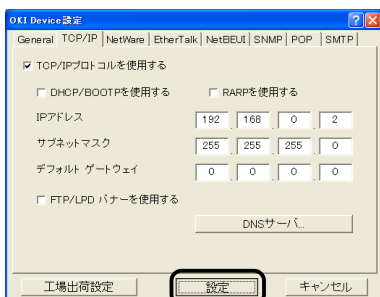 OKI Device設定
General TCP/IP NetWare EtherTalk NetBEUI SNMP POP SMTP
TCP/IPプロトコルを使用する
DHCP/BOOTPを使用する RARPを使用する
IPアドレス 192 . 168 . 0 . 2
サブネットマスク 255 . 255 . 255 . 0
デフォルト ゲートウェイ 0 . 0 . 0 . 0
FTP/LPD バナーを使用する
DNSサーバ...
工場出荷設定 設定 キャンセル